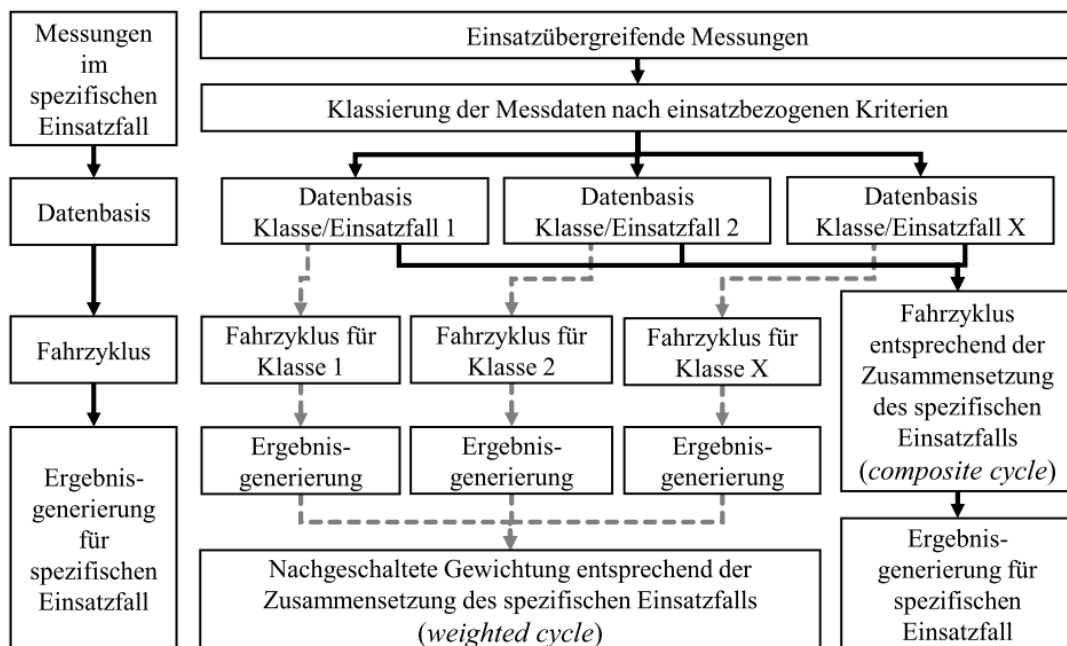 Messungen
im
spezifischen
Einsatzfall
Datenbasis
Fahrzyklus
Ergebnis-
generierung
für
spezifischen
Einsatzfall
Einsatzübergreifende Messungen
Klassierung der Messdaten nach einsatzbezogenen Kriterien
Datenbasis
Klasse/Einsatzfall 1
Datenbasis
Klasse/Einsatzfall 2
Datenbasis
Klasse/Einsatzfall X
Fahrzyklus für
Klasse 1
Fahrzyklus für
Klasse 2
Fahrzyklus für
Klasse X
Ergebnis-
generierung
Ergebnis-
generierung
Ergebnis-
generierung
Nachgeschaltete Gewichtung entsprechend der
Zusammensetzung des spezifischen Einsatzfalls
(weighted cycle)
Fahrzyklus
entsprechend der
Zusammensetzung
des spezifischen
Einsatzfalls
(composite cycle)
Ergebnis-
generierung für
spezifischen
Einsatzfall